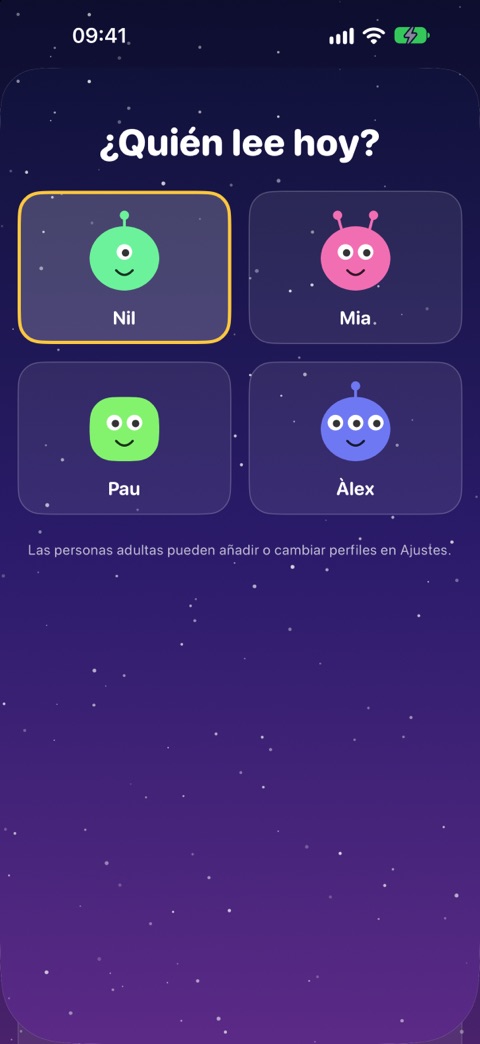 09:41
¿Quién lee hoy?
Nil
Mia
Pau
Àlex
Las personas adultas pueden añadir o cambiar perfiles en Ajustes.